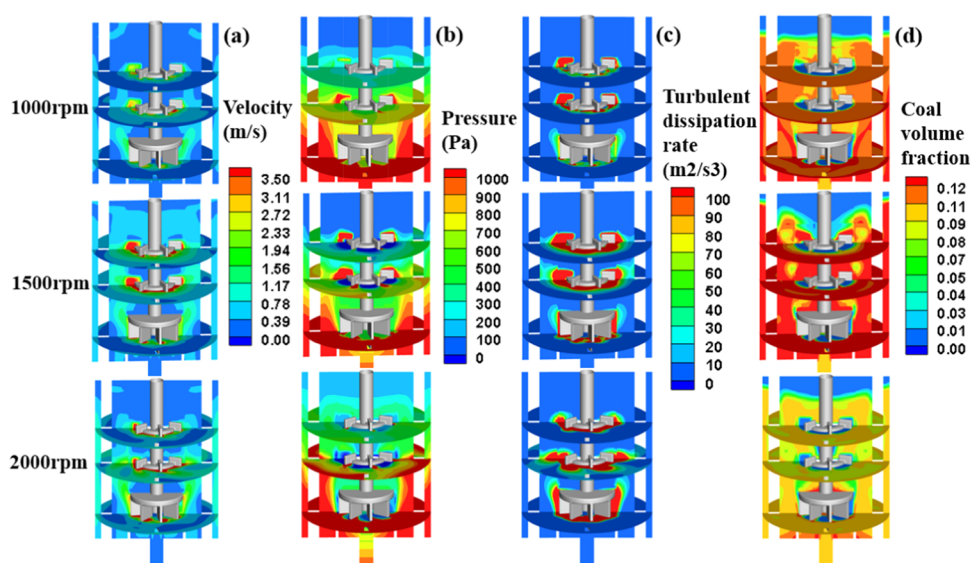 (a)
(b)
(c)
(d)
1000rpm
1500rpm
2000rpm
Velocity
(m/s)
3.50
3.11
2.72
2.33
1.94
1.56
1.17
0.78
0.39
0.00
Pressure
(Pa)
1000
900
800
700
600
500
400
300
200
100
0
Turbulent
dissipation
rate
(m2/s3)
100
90
80
70
60
50
40
30
20
10
0
Coal
volume
fraction
0.12
0.11
0.09
0.08
0.07
0.05
0.04
0.03
0.01
0.00